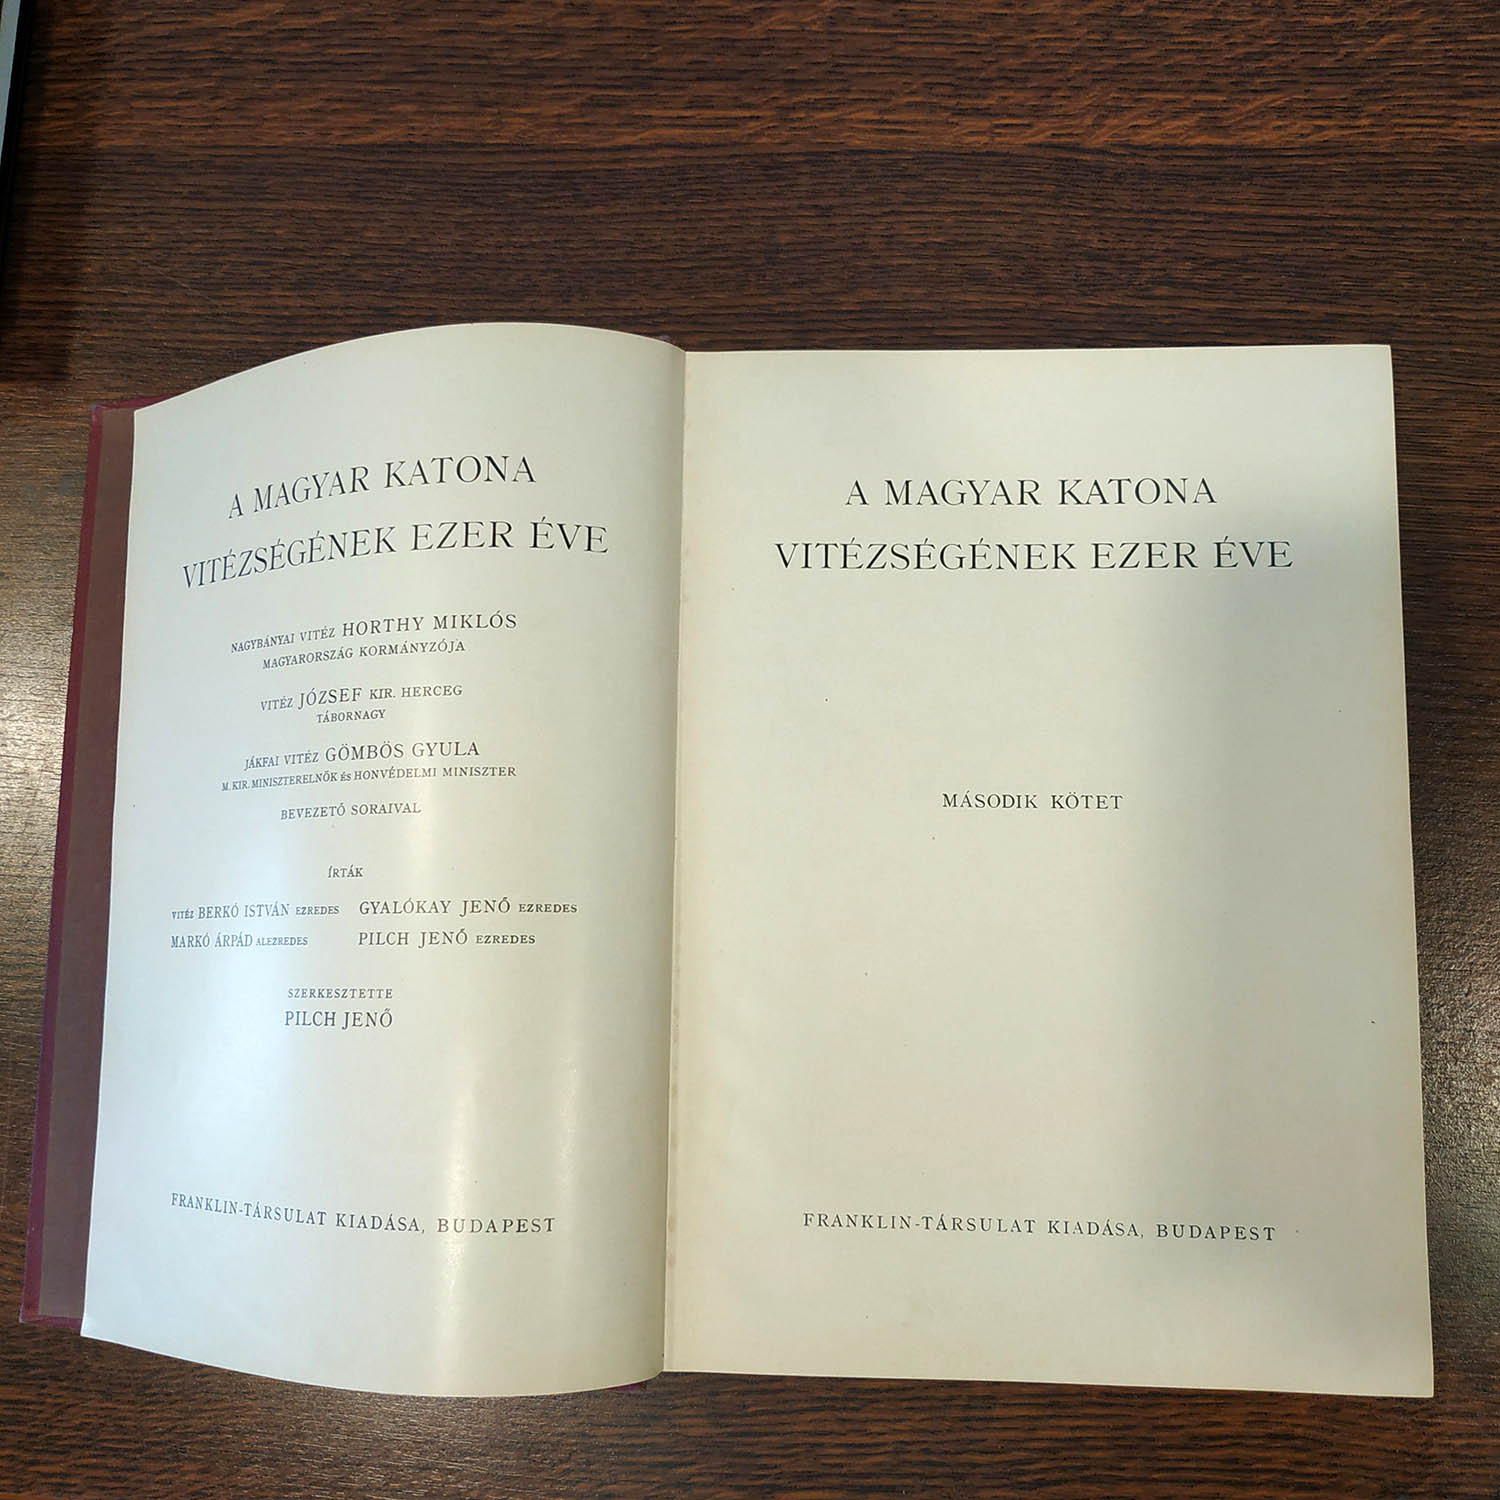 A MAGYAR KATONA
VITÉZSÉGÉNEK EZER ÉVE
NAGYBÁNYAI VITÉZ HORTHY MIKLÓS
MAGYARORSZÁG KORMÁNYZÓJA
VITÉZ JÓZSEF KIR. HERCEG
TÁBORNAGY
JÁKFAI VITÉZ GÖMBÖS GYULA
M. KIR. MINISZTERELNÖK ÉS HONVÉDELMI MINISZTER
BEVEZETŐ SORAIVAL
ÍRTÁK
VITÉZ BERKÓ ISTVÁN EZREDES GYALÓKAY JENŐ EZREDES
MARKÓ ÁRPÁD ALEZREDES PILCH JENŐ EZREDES
SZERKESZTETTE
PILCH JENŐ
FRANKLIN-TÁRSULAT KIADÁSA, BUDAPEST
A MAGYAR KATONA
VITÉZSÉGÉNEK EZER ÉVE
MÁSODIK KÖTET
FRANKLIN-TÁRSULAT KIADÁSA, BUDAPEST